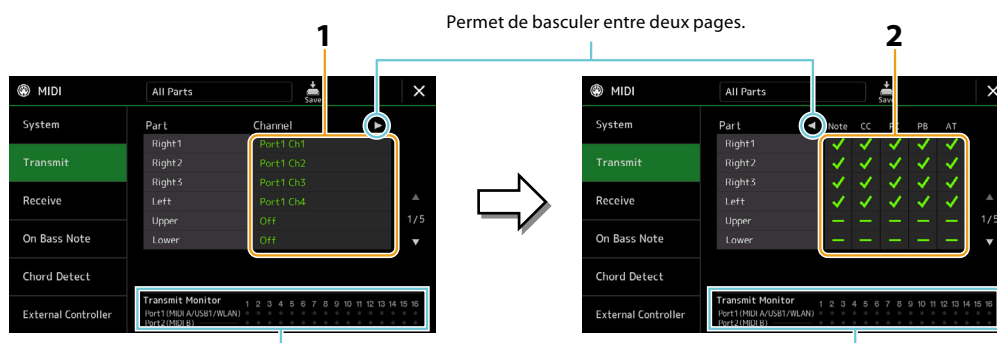 Permet de basculer entre deux pages.
1
2
MIDI
All Parts
Save
×
System
Transmit
Receive
On Bass Note
Chord Detect
External Controller
Part Channel
Right1 Port1 Ch1
Right2 Port1 Ch2
Right3 Port1 Ch3
Left Port1 Ch4
Upper Off
Lower Off
1/5
Transmit Monitor 1 2 3 4 5 6 7 8 9 10 11 12 13 14 15 16
Port1(MIDI A/USB1/WLAN)
Port2(MIDI B)
MIDI
All Parts
Save
×
System
Transmit
Receive
On Bass Note
Chord Detect
External Controller
Part Note CC PC PB AT
Right1
Right2
Right3
Left
Upper
Lower
1/5
Transmit Monitor 1 2 3 4 5 6 7 8 9 10 11 12 13 14 15 16
Port1(MIDI A/USB1/WLAN)
Port2(MIDI B)